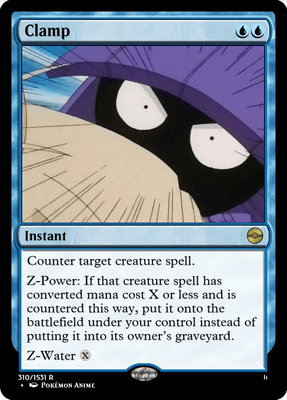 Clamp
Instant
Counter target creature spell.
Z-Power: If that creature spell has
converted mana cost X or less and is
countered this way, put it onto the
battlefield under your control instead of
putting it into its owner's graveyard.
Z-Water X
310/1531 R
• Pokémon Anime